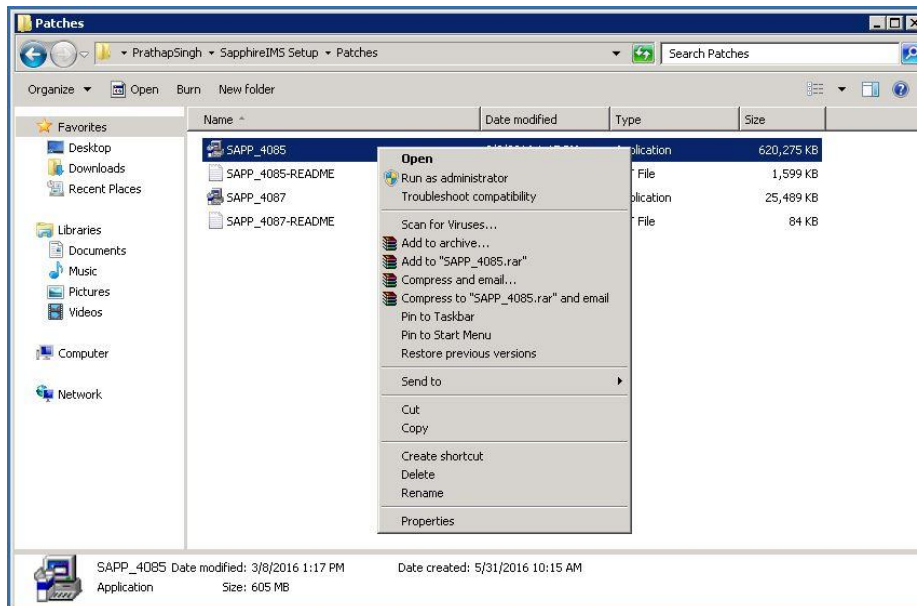 Patches
PrathapSingh SapphireIMS Setup Patches
Search Patches
Organize Open Burn New folder
Favorites
Desktop
Downloads
Recent Places
Libraries
Documents
Music
Pictures
Videos
Computer
Network
Name Date modified Type Size
SAPP_4085 620,275 KB
SAPP_4085-README File 1,599 KB
SAPP_4087 25,489 KB
SAPP_4087-README File 84 KB
Open
Run as administrator
Troubleshoot compatibility
Scan for Viruses...
Add to archive...
Add to "SAPP_4085.rar"
Compress and email...
Compress to "SAPP_4085.rar" and email
Pin to Taskbar
Pin to Start Menu
Restore previous versions
Send to
Cut
Copy
Create shortcut
Delete
Rename
Properties
SAPP_4085 Date modified: 3/8/2016 1:17 PM Date created: 5/31/2016 10:15 AM
Application Size: 605 MB